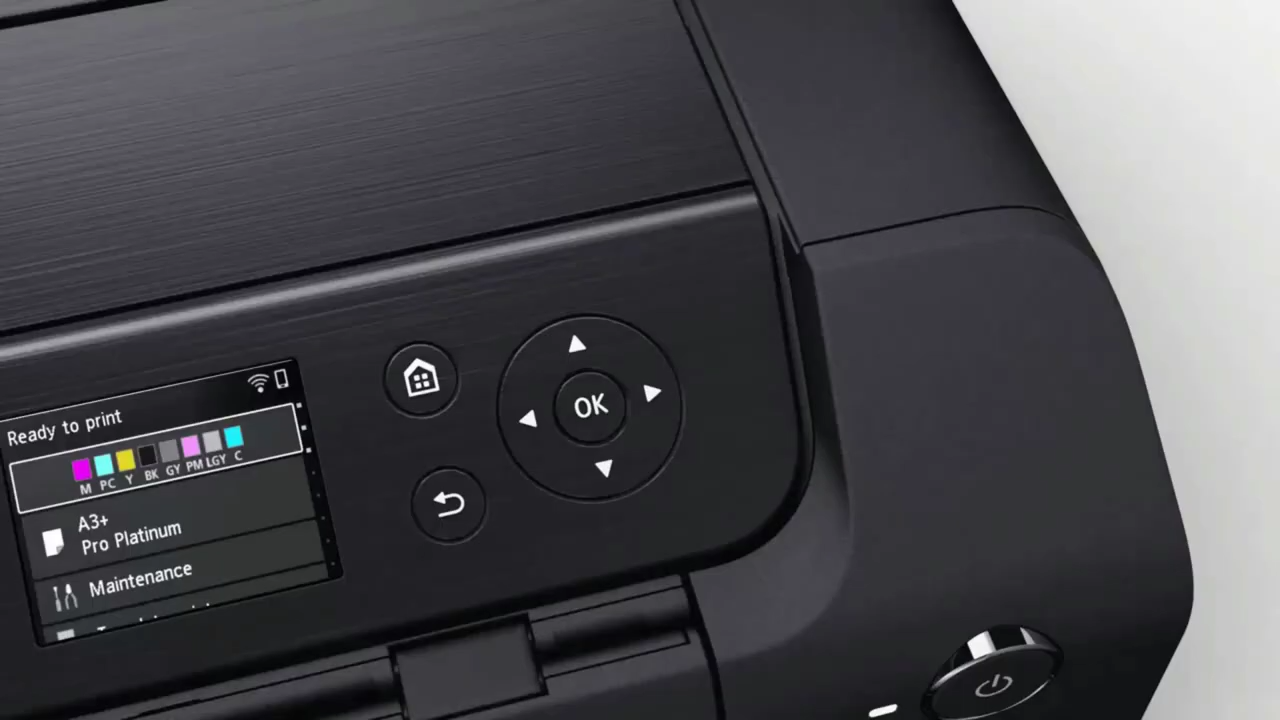 Ready to print
M PC Y BK GY PM LGY C
A3+
Pro Platinum
Maintenance
OK